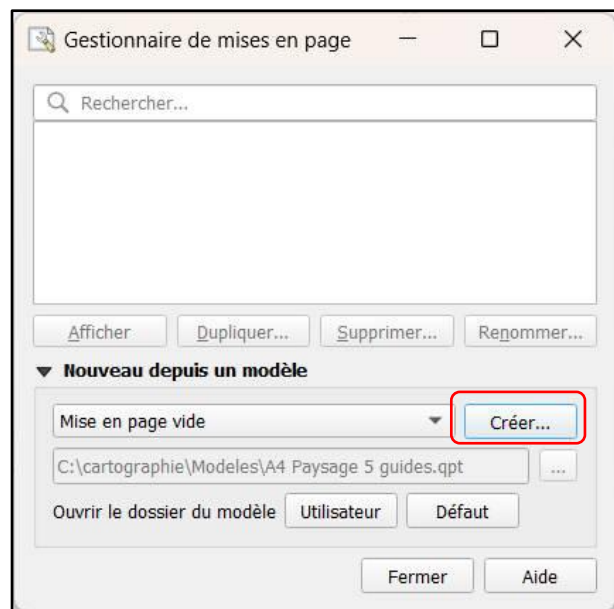 Gestionnaire de mises en page
Rechercher...
Afficher Dupliquer... Supprimer... Renommer...
Nouveau depuis un modèle
Mise en page vide Créer...
C:\cartographie\Modeles\A4 Paysage 5 guides.qpt ...
Ouvrir le dossier du modèle Utilisateur Défaut
Fermer Aide